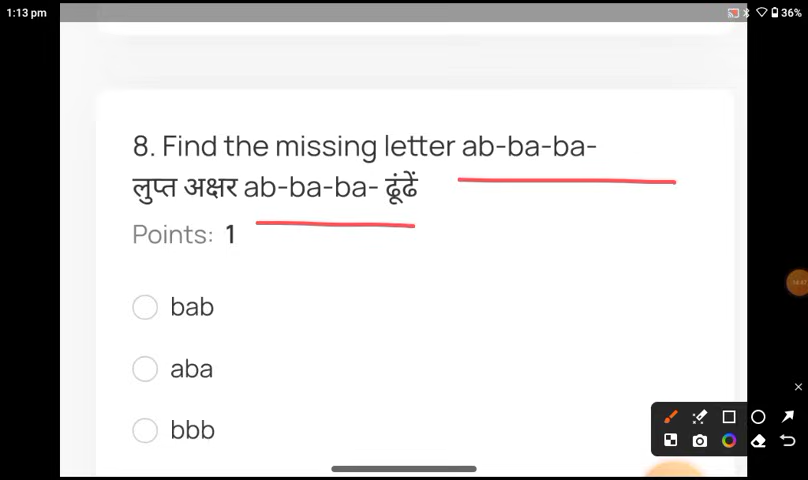 1:13 pm
36%
8. Find the missing letter ab-ba-ba-
लुप्त अक्षर ab-ba-ba- ढूंढें
Points: 1
bab
aba
bbb